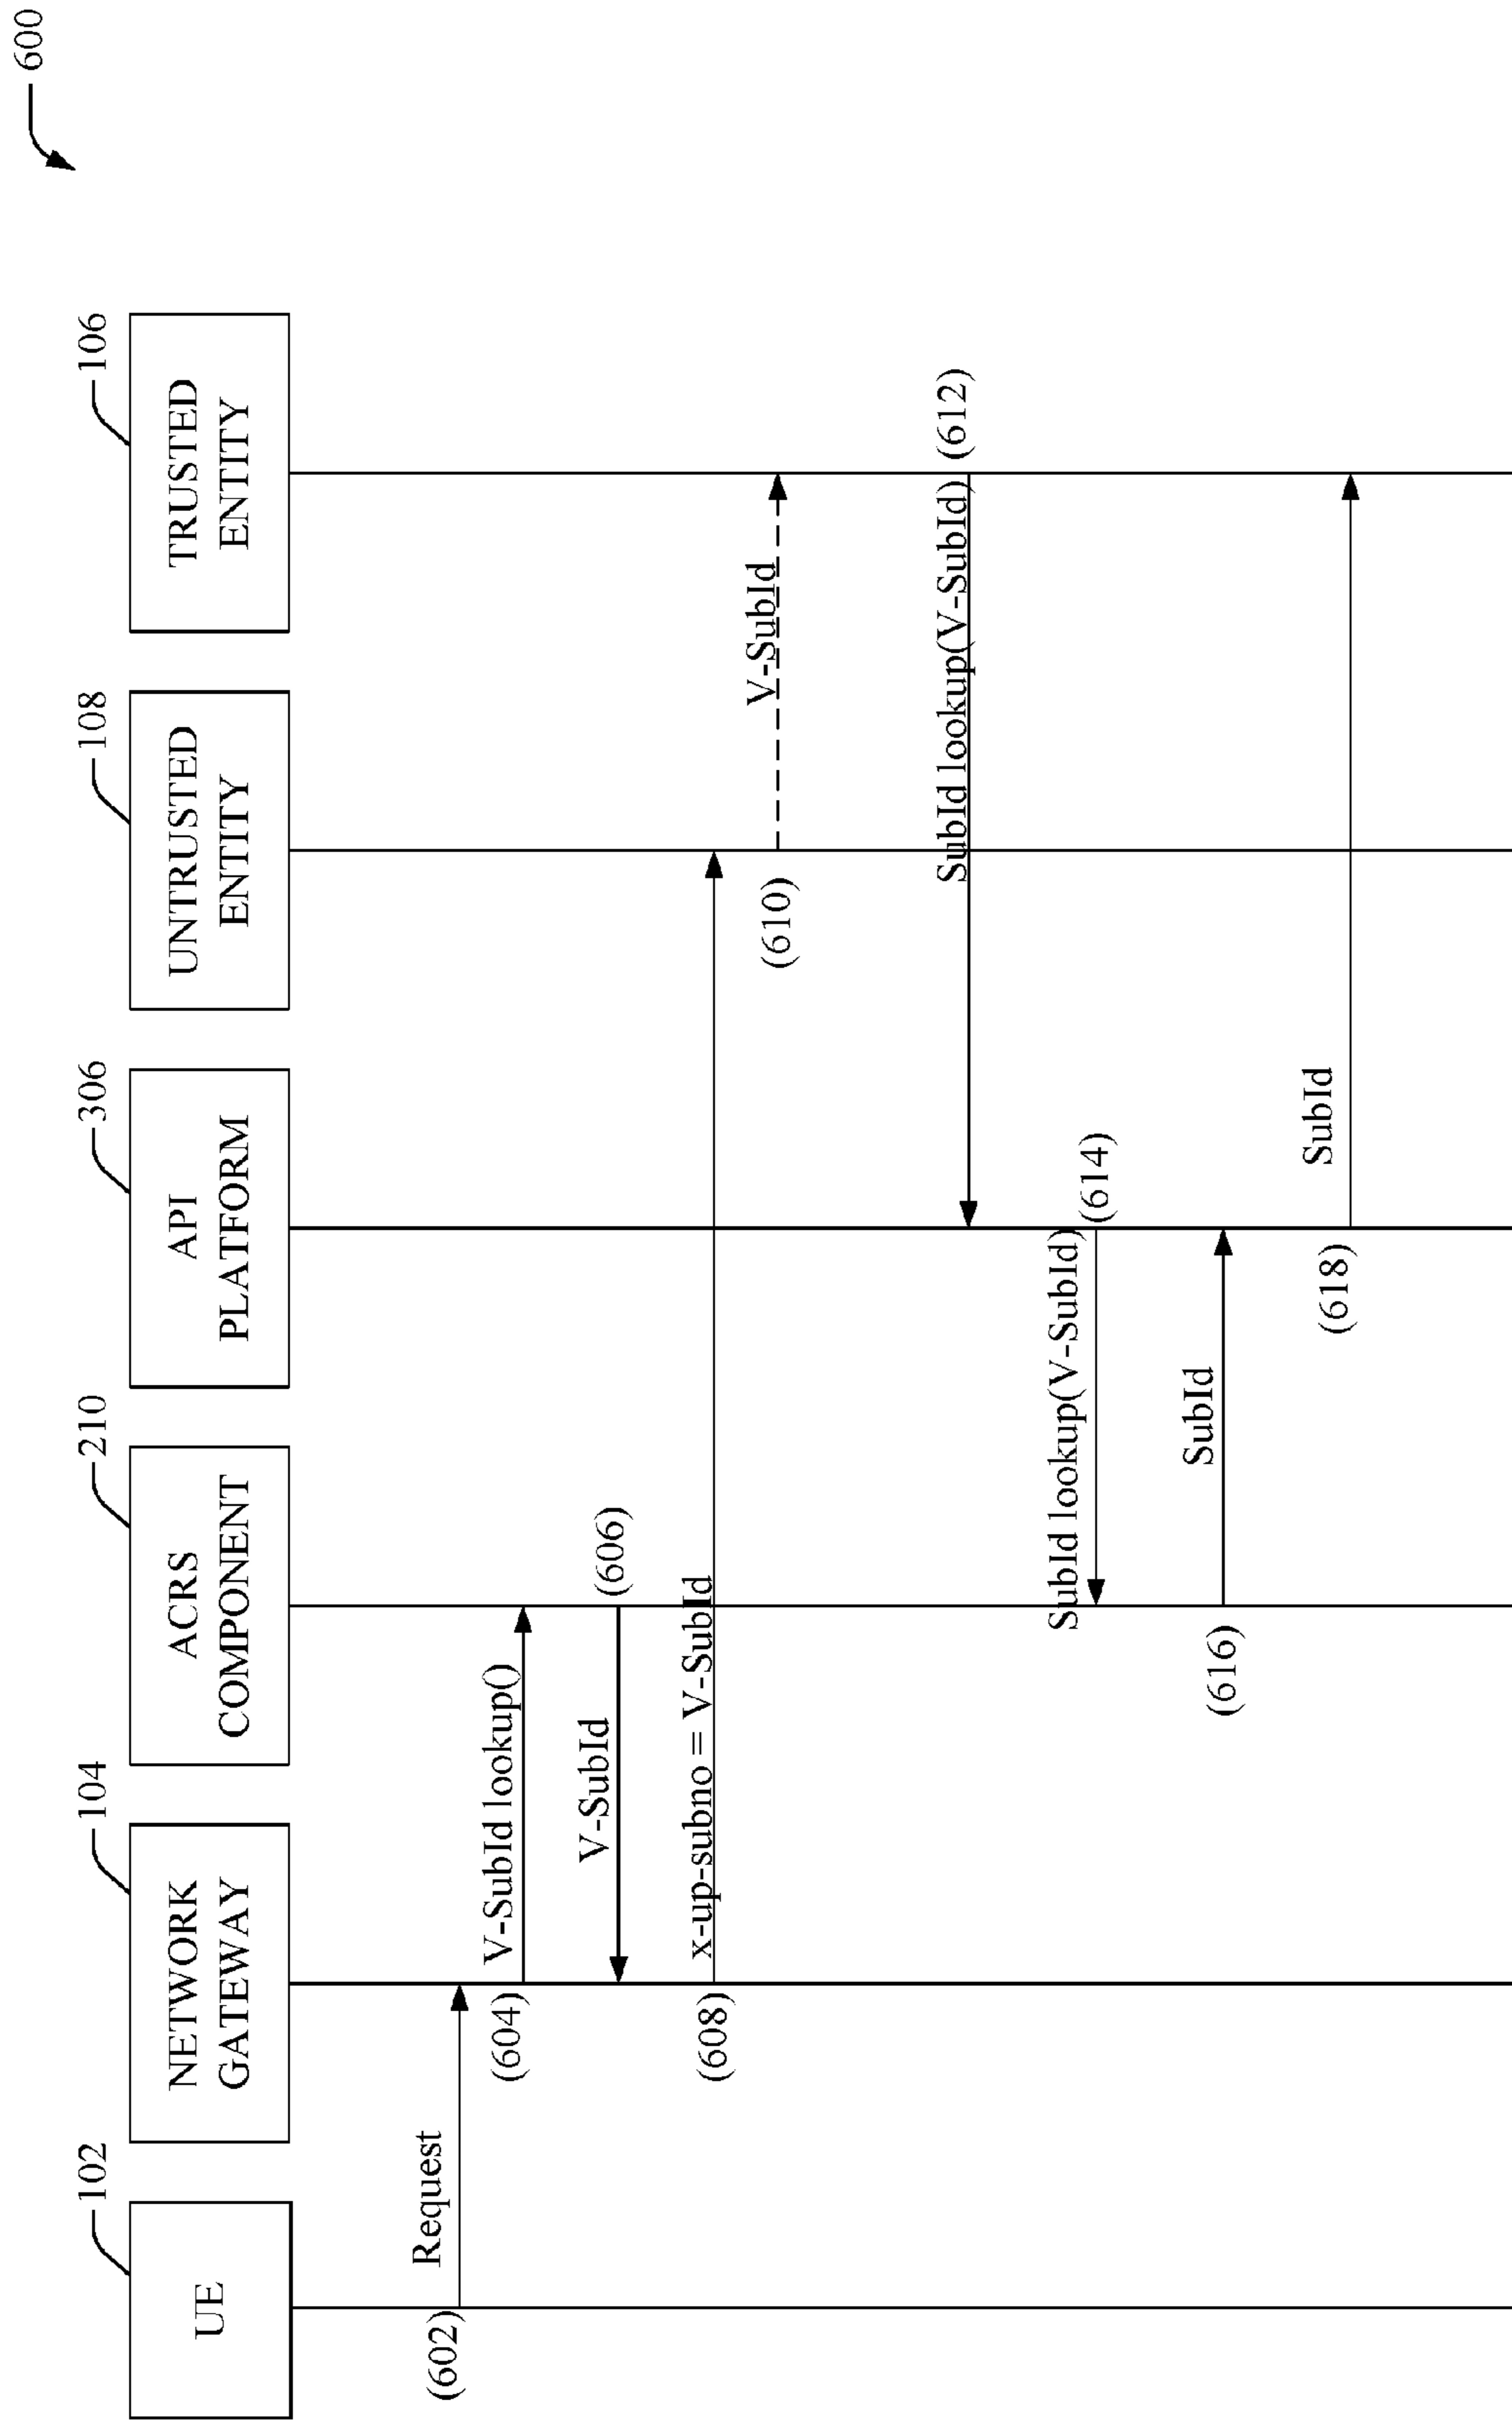 600
102
UE
104
NETWORK
GATEWAY
210
ACRS
COMPONENT
306
API
PLATFORM
108
UNTRUSTED
ENTITY
106
TRUSTED
ENTITY
(602)
Request
(604)
V-SubId lookup()
V-SubId
(606)
(608)
x-up-subno = V-SubId
(610)
V-SubId
SubId lookup(V-SubId)
(612)
SubId lookup(V-SubId)
(614)
(616)
SubId
(618)
SubId